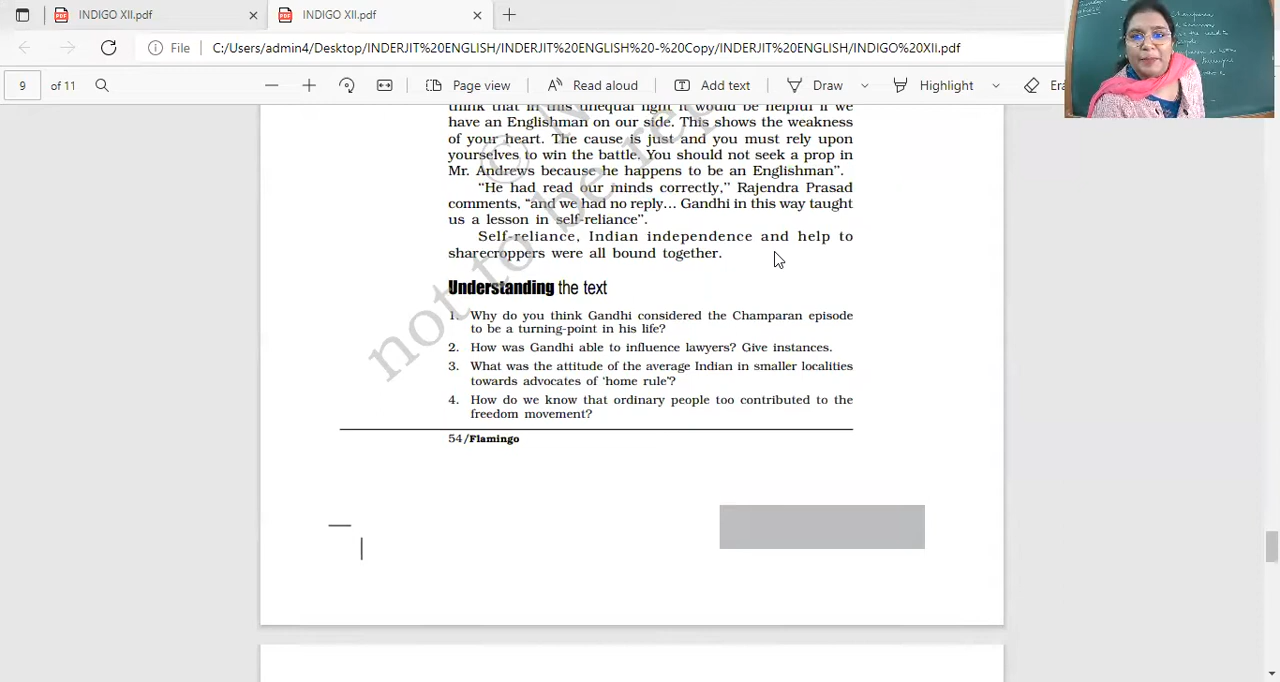 INDIGO XII.pdf
INDIGO XII.pdf
File
C:/Users/admin4/Desktop/INDERJIT%20ENGLISH/INDERJIT%20ENGLISH%20-%20Copy/INDERJIT%20ENGLISH/INDIGO%20XII.pdf
9 of 11
Page view
Read aloud
Add text
Draw
Highlight
think that in this unequal fight it would be helpful if we
have an Englishman on our side. This shows the weakness
of your heart. The cause is just and you must rely upon
yourselves to win the battle. You should not seek a prop in
Mr. Andrews because he happens to be an Englishman”.
“He had read our minds correctly,” Rajendra Prasad
comments, “and we had no reply… Gandhi in this way taught
us a lesson in self-reliance”.
Self-reliance, Indian independence and help to
sharecroppers were all bound together.
Understanding the text
1. Why do you think Gandhi considered the Champaran episode
to be a turning-point in his life?
2. How was Gandhi able to influence lawyers? Give instances.
3. What was the attitude of the average Indian in smaller localities
towards advocates of ‘home rule’?
4. How do we know that ordinary people too contributed to the
freedom movement?
54/Flamingo
not to be rep